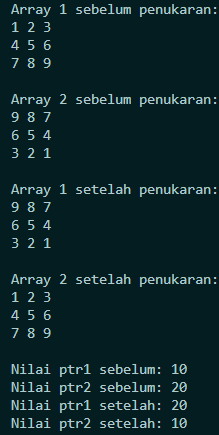 Array 1 sebelum penukaran:
1 2 3
4 5 6
7 8 9
Array 2 sebelum penukaran:
9 8 7
6 5 4
3 2 1
Array 1 setelah penukaran:
9 8 7
6 5 4
3 2 1
Array 2 setelah penukaran:
1 2 3
4 5 6
7 8 9
Nilai ptr1 sebelum: 10
Nilai ptr2 sebelum: 20
Nilai ptr1 setelah: 20
Nilai ptr2 setelah: 10